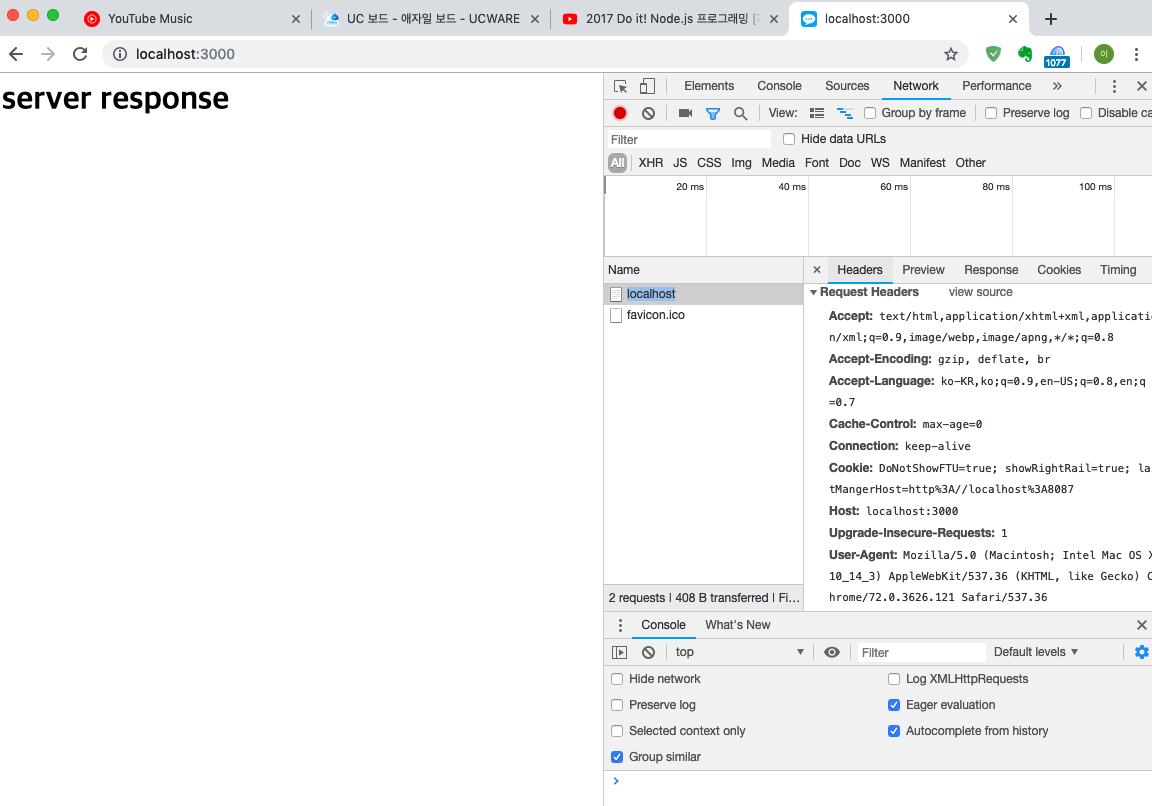 YouTube Music
UC 보드 - 애자일 보드 - UCWARE
2017 Do it! Node.js 프로그래밍
localhost:3000
localhost:3000
1077
이
server response
Elements Console Sources Network Performance »
View: Group by frame Preserve log Disable ca
Filter Hide data URLs
All XHR JS CSS Img Media Font Doc WS Manifest Other
20 ms 40 ms 60 ms 80 ms 100 ms
Name
localhost
favicon.ico
2 requests | 408 B transferred | Fi...
Headers Preview Response Cookies Timing
Request Headers view source
Accept: text/html,application/xhtml+xml,applicatio
n/xml;q=0.9,image/webp,image/apng,*/*;q=0.8
Accept-Encoding: gzip, deflate, br
Accept-Language: ko-KR,ko;q=0.9,en-US;q=0.8,en;q
=0.7
Cache-Control: max-age=0
Connection: keep-alive
Cookie: DoNotShowFTU=true; showRightRail=true; la
tMangerHost=http%3A//localhost%3A8087
Host: localhost:3000
Upgrade-Insecure-Requests: 1
User-Agent: Mozilla/5.0 (Macintosh; Intel Mac OS X
10_14_3) AppleWebKit/537.36 (KHTML, like Gecko) C
hrome/72.0.3626.121 Safari/537.36
Console What's New
top Filter Default levels
Hide network Log XMLHttpRequests
Preserve log Eager evaluation
Selected context only Autocomplete from history
Group similar